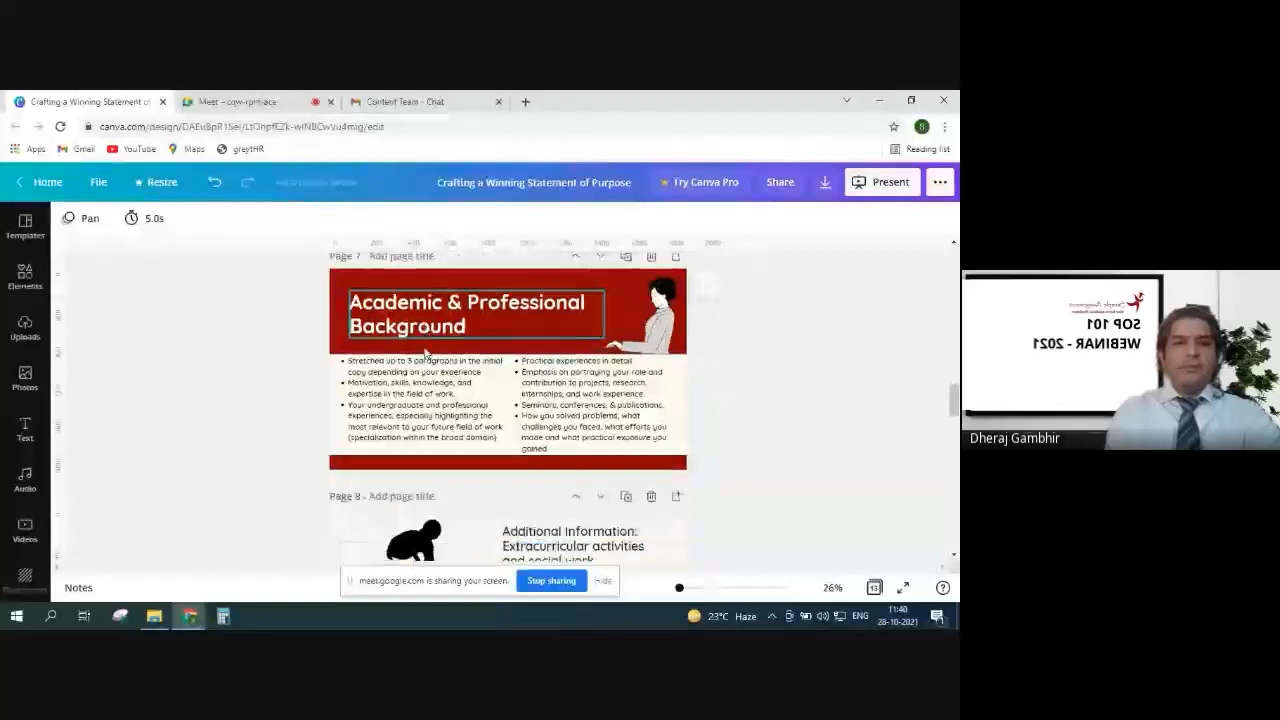 Crafting a Winning Statement of
Meet – cqw-rpnf-ace
Content Team - Chat
Apps
Gmail
YouTube
Maps
greytHR
Reading list
Home
File
Resize
Crafting a Winning Statement of Purpose
Try Canva Pro
Share
Present
Templates
Elements
Uploads
Photos
Text
Audio
Videos
Pan
5.0s
Page 7 - Add page title
Academic & Professional
Background
• Stretched up to 3 paragraphs in the initial
copy depending on your experience
• Motivation, skills, knowledge, and
expertise in the field of work.
• Your undergraduate and professional
experiences, especially highlighting the
most relevant to your future field of work
(specialization within the broad domain)
• Practical experiences in detail
• Emphasis on portraying your role and
contribution to projects, research,
internships, and work experience.
• Seminars, conferences, & publications.
• How you solved problems, what
challenges you faced, what efforts you
made and what practical exposure you
gained
Page 8 - Add page title
Additional Information:
Extracurricular activities
and social work
meet.google.com is sharing your screen.
Stop sharing
Hide
Notes
26%
13
23°C Haze
ENG
11:40
28-10-2021
SOP 101
WEBINAR - 2021
Dheraj Gambhir